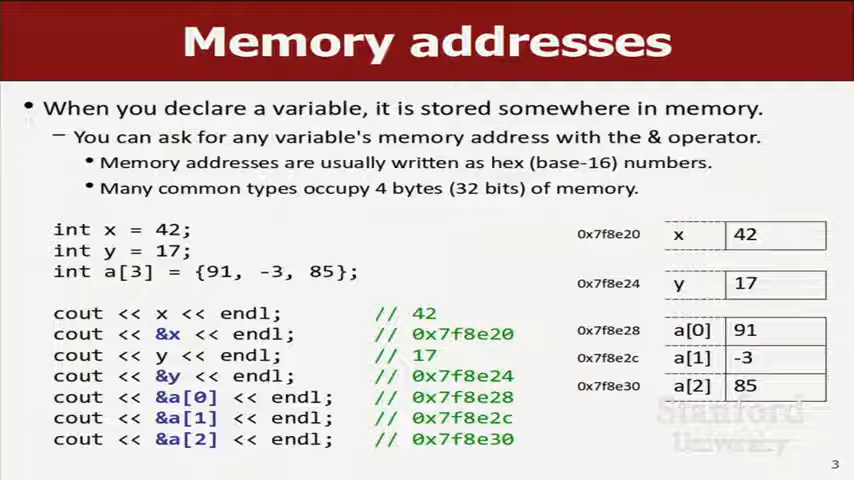 Memory addresses
• When you declare a variable, it is stored somewhere in memory.
– You can ask for any variable's memory address with the & operator.
• Memory addresses are usually written as hex (base-16) numbers.
• Many common types occupy 4 bytes (32 bits) of memory.
int x = 42;
int y = 17;
int a[3] = {91, -3, 85};
cout << x << endl; // 42
cout << &x << endl; // 0x7f8e20
cout << y << endl; // 17
cout << &y << endl; // 0x7f8e24
cout << &a[0] << endl; // 0x7f8e28
cout << &a[1] << endl; // 0x7f8e2c
cout << &a[2] << endl; // 0x7f8e30
0x7f8e20 x 42
0x7f8e24 y 17
0x7f8e28 a[0] 91
0x7f8e2c a[1] -3
0x7f8e30 a[2] 85
Stanford
University
3